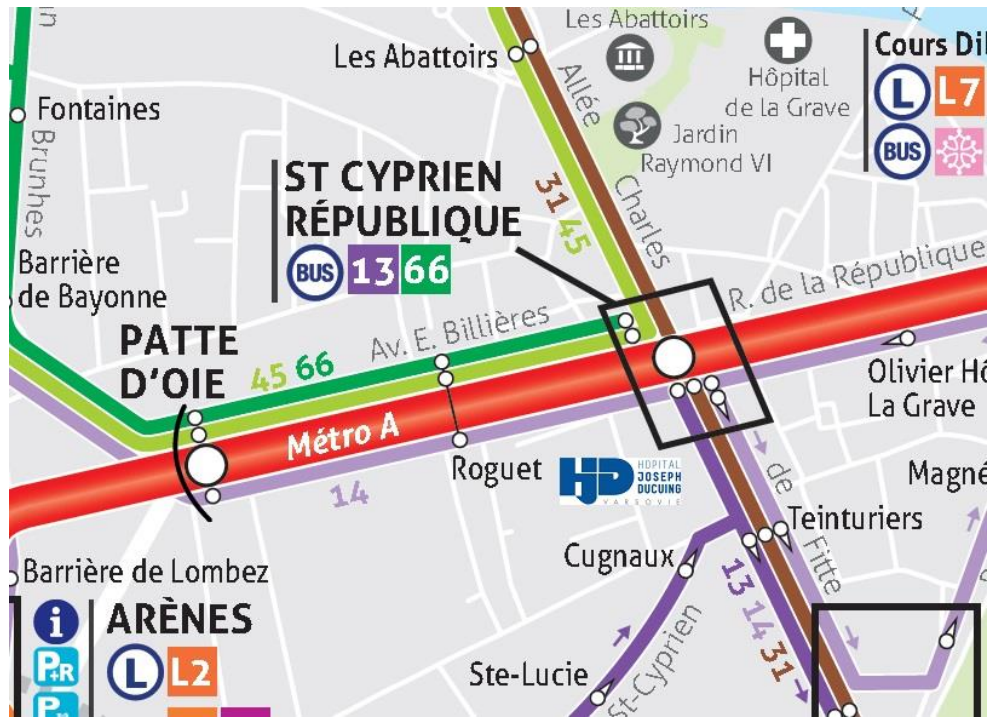 Les Abattoirs
Les Abattoirs
Hôpital
de la Grave
Cours Dil
L L7
BUS
Fontaines
Brunhes
Allée
Jardin
Raymond VI
ST CYPRIEN
RÉPUBLIQUE
BUS 13 66
31 45
Charles
R. de la République
Barrière
de Bayonne
PATTE
D'OIE
45 66
Av. E. Billières
Métro A
14
Roguet
HJD HOPITAL
JOSEPH
DUCUING
VARSOVIE
Olivier Hô
La Grave
Magné
de
Fitte
Teinturiers
Cugnaux
13 14 31
Barrière de Lombez
i
P+R
ARÈNES
L L2
Ste-Lucie
St-Cyprien